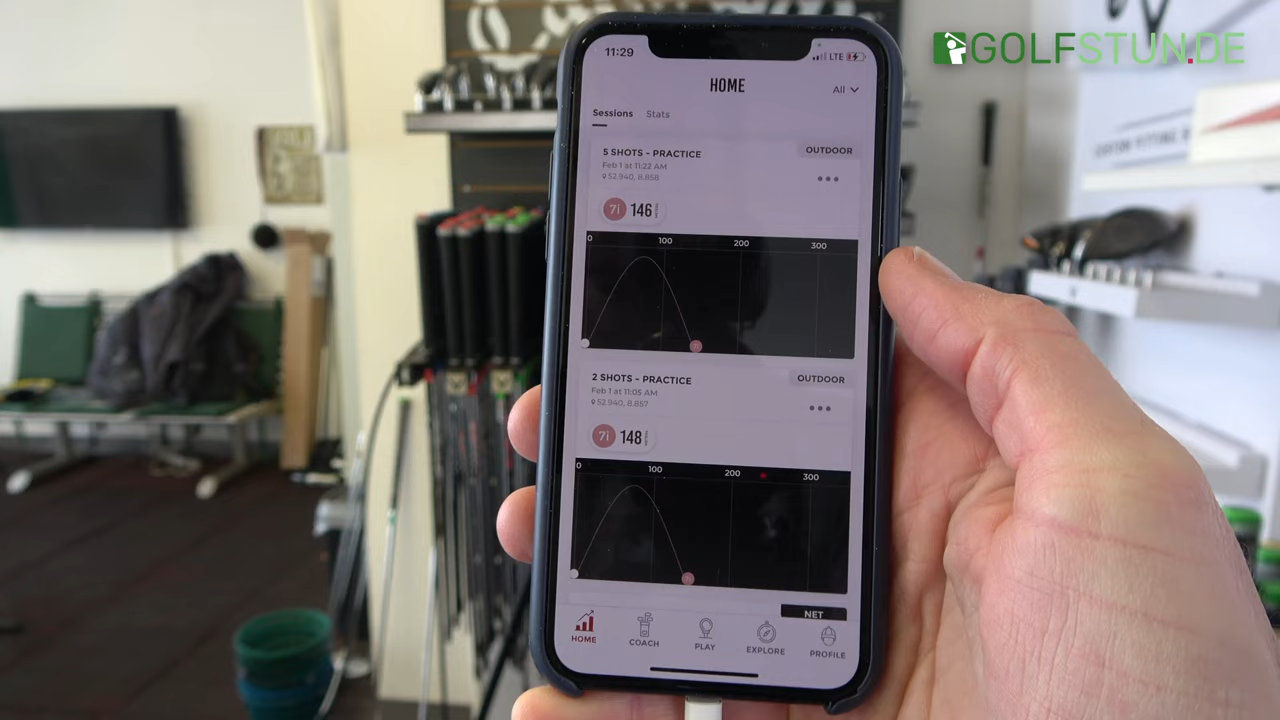 GOLFSTUN.DE
11:29
LTE
HOME
All
Sessions Stats
5 SHOTS - PRACTICE
OUTDOOR
Feb 1 at 11:22 AM
52.940, 8.858
7i 146
0 100 200 300
2 SHOTS - PRACTICE
OUTDOOR
Feb 1 at 11:05 AM
52.940, 8.857
7i 148
0 100 200 300
NET
HOME COACH PLAY EXPLORE PROFILE